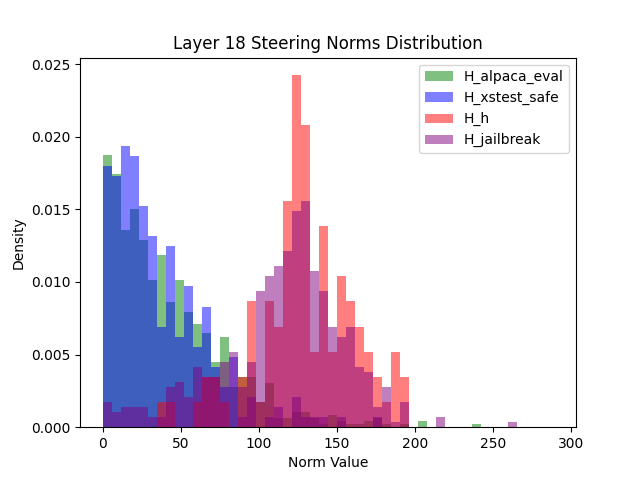 Layer 18 Steering Norms Distribution
H_alpaca_eval
H_xstest_safe
H_h
H_jailbreak
Density
0.025
0.020
0.015
0.010
0.005
0.000
0 50 100 150 200 250 300
Norm Value